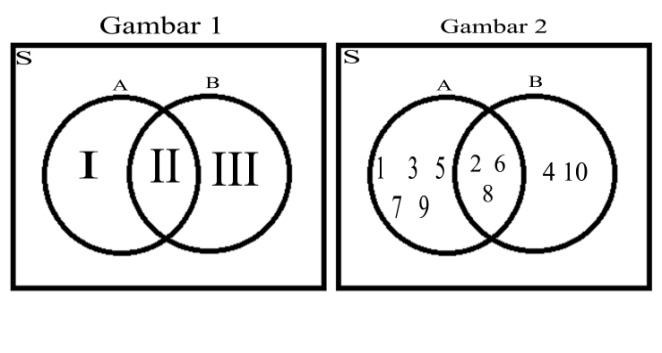 Gambar 1
S
A B
I II III
Gambar 2
S
A B
1 3 5 2 6 4 10
7 9 8